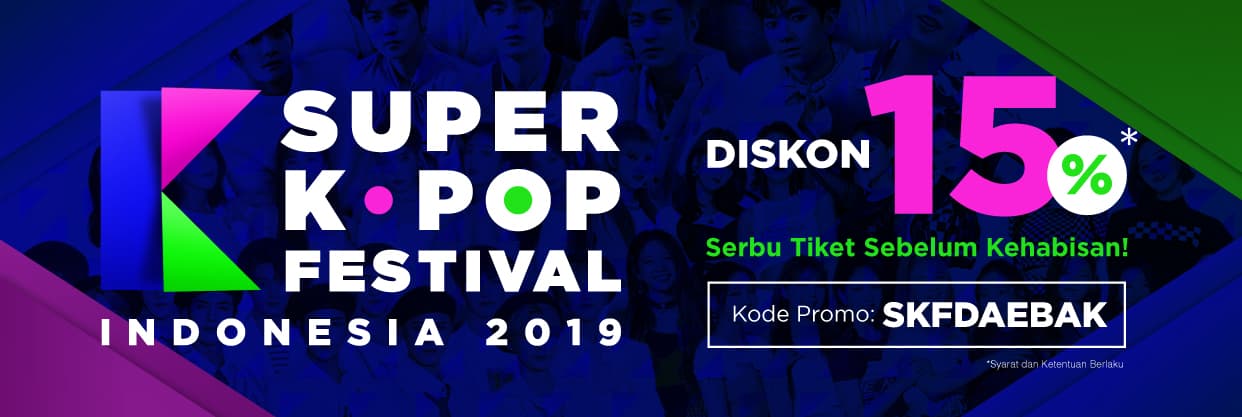 SUPER
K•POP
FESTIVAL
INDONESIA 2019
DISKON 15%*
Serbu Tiket Sebelum Kehabisan!
Kode Promo: SKFDAEBAK
*Syarat dan Ketentuan Berlaku